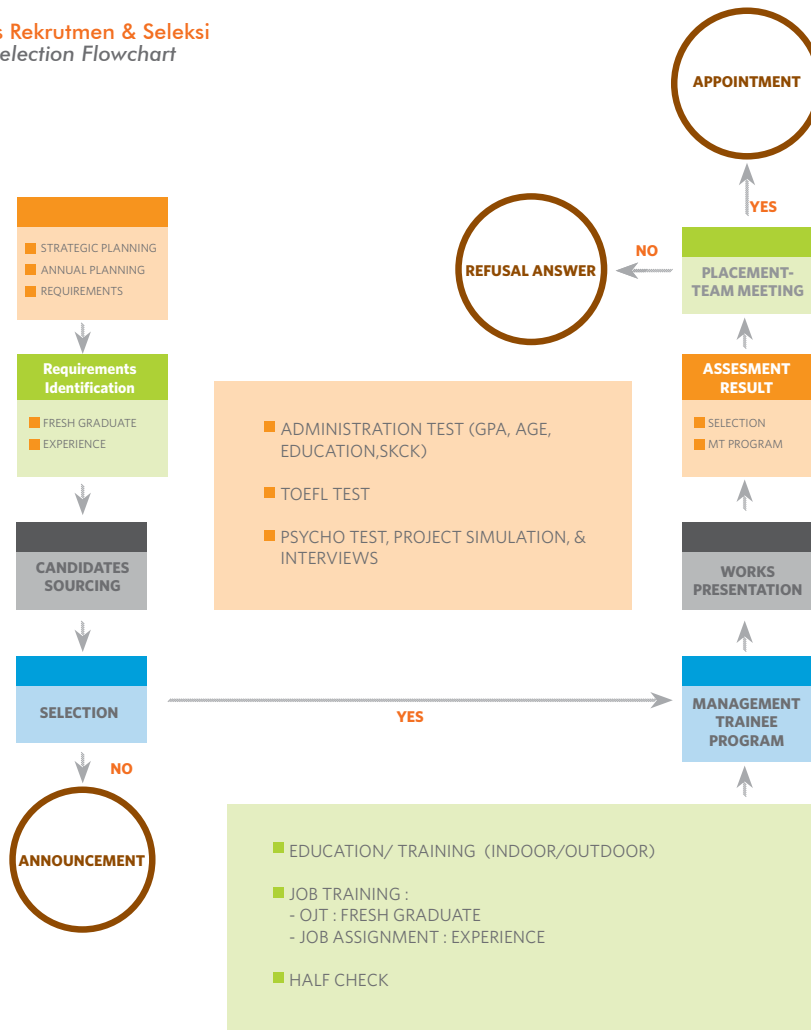 s Rekrutmen & Seleksi
election Flowchart
STRATEGIC PLANNING
ANNUAL PLANNING
REQUIREMENTS
Requirements
Identification
FRESH GRADUATE
EXPERIENCE
CANDIDATES
SOURCING
SELECTION
NO
ANNOUNCEMENT
YES
ADMINISTRATION TEST (GPA, AGE,
EDUCATION,SKCK)
TOEFL TEST
PSYCHO TEST, PROJECT SIMULATION, &
INTERVIEWS
EDUCATION/ TRAINING (INDOOR/OUTDOOR)
JOB TRAINING :
- OJT : FRESH GRADUATE
- JOB ASSIGNMENT : EXPERIENCE
HALF CHECK
MANAGEMENT
TRAINEE
PROGRAM
WORKS
PRESENTATION
ASSESMENT
RESULT
SELECTION
MT PROGRAM
PLACEMENT-
TEAM MEETING
NO
REFUSAL ANSWER
YES
APPOINTMENT